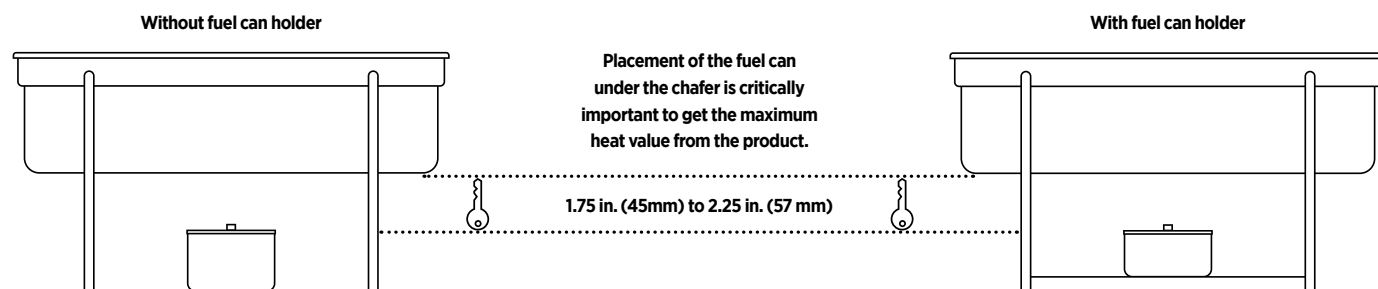 Without fuel can holder
With fuel can holder
Placement of the fuel can
under the chafer is critically
important to get the maximum
heat value from the product.
1.75 in. (45mm) to 2.25 in. (57 mm)